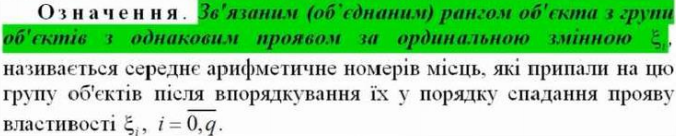 Означення. Зв'язаним (об'єднаним) рангом об'єкта з групи
об'єктів з однаковим проявом за ординальною змінною ξᵢ,
називається середнє арифметичне номерів місць, які припали на цю
групу об'єктів після впорядкування їх у порядку спадання прояву
властивості ξᵢ, i = 0,q.